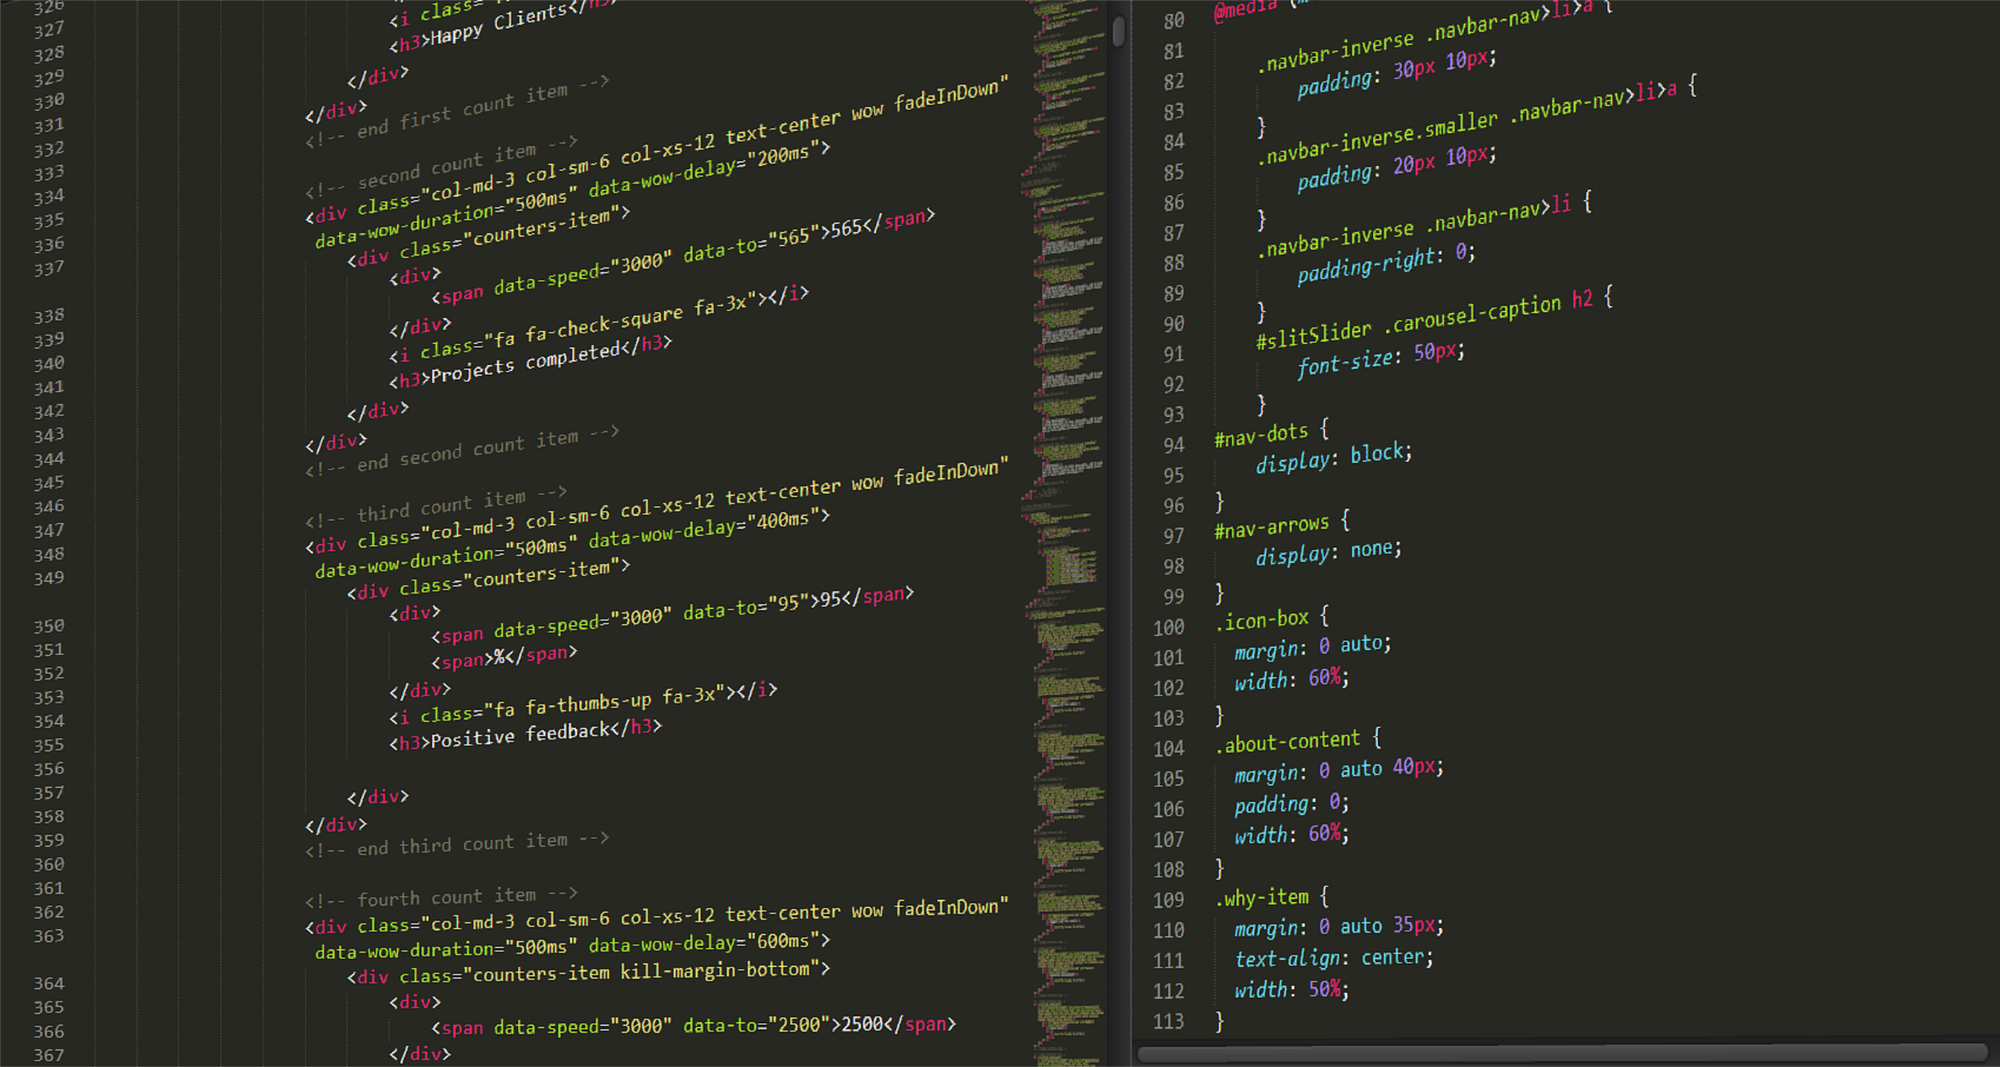 326
327
328
329
330
331
332
333
334
335
336
337
338
339
340
341
342
343
344
345
346
347
348
349
350
351
352
353
354
355
356
357
358
359
360
361
362
363
364
365
366
367
<i class=
<h3>Happy Clients</h3>
</div>
</div>
<!-- end first count item -->
<!-- second count item -->
<div class="col-md-3 col-sm-6 col-xs-12 text-center wow fadeInDown"
data-wow-duration="500ms" data-wow-delay="200ms">
<div class="counters-item">
<div>
<span data-speed="3000" data-to="565">565</span>
</div>
<i class="fa fa-check-square fa-3x"></i>
<h3>Projects completed</h3>
</div>
</div>
<!-- end second count item -->
<!-- third count item -->
<div class="col-md-3 col-sm-6 col-xs-12 text-center wow fadeInDown"
data-wow-duration="500ms" data-wow-delay="400ms">
<div class="counters-item">
<div>
<span data-speed="3000" data-to="95">95</span>
<span>%</span>
</div>
<i class="fa fa-thumbs-up fa-3x"></i>
<h3>Positive feedback</h3>
</div>
</div>
<!-- end third count item -->
<!-- fourth count item -->
<div class="col-md-3 col-sm-6 col-xs-12 text-center wow fadeInDown"
data-wow-duration="500ms" data-wow-delay="600ms">
<div class="counters-item kill-margin-bottom">
<div>
<span data-speed="3000" data-to="2500">2500</span>
</div>
80
81
82
83
84
85
86
87
88
89
90
91
92
93
94
95
96
97
98
99
100
101
102
103
104
105
106
107
108
109
110
111
112
113
@media
.navbar-inverse .navbar-nav>li>a {
padding: 30px 10px;
}
.navbar-inverse.smaller .navbar-nav>li>a {
padding: 20px 10px;
}
.navbar-inverse .navbar-nav>li {
padding-right: 0;
}
#slitSlider .carousel-caption h2 {
font-size: 50px;
}
#nav-dots {
display: block;
}
#nav-arrows {
display: none;
}
.icon-box {
margin: 0 auto;
width: 60%;
}
.about-content {
margin: 0 auto 40px;
padding: 0;
width: 60%;
}
.why-item {
margin: 0 auto 35px;
text-align: center;
width: 50%;
}